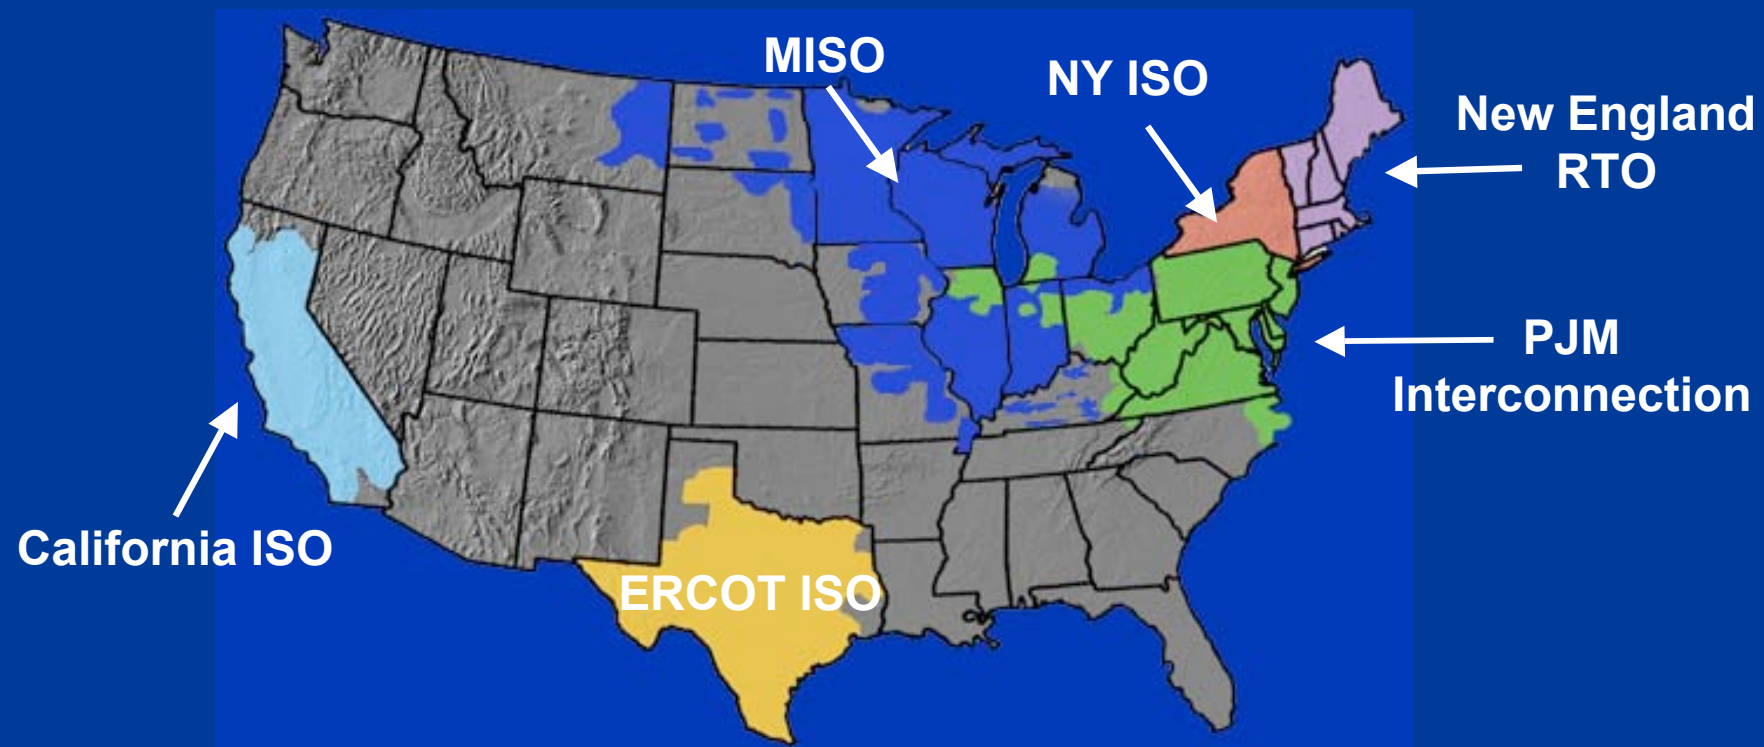 MISO
NY ISO
New England
RTO
PJM
Interconnection
California ISO
ERCOT ISO